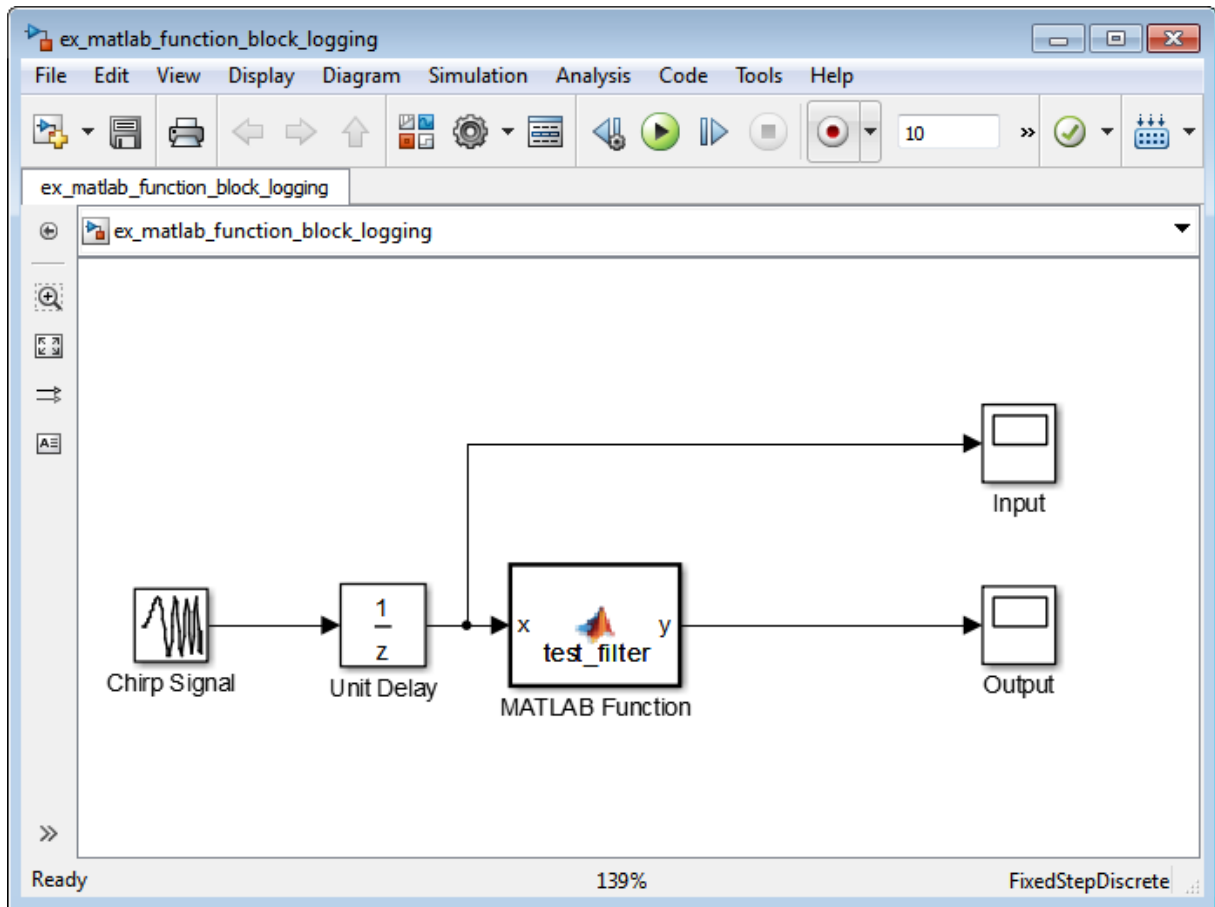 ex_matlab_function_block_logging
File Edit View Display Diagram Simulation Analysis Code Tools Help
10 »
ex_matlab_function_block_logging
ex_matlab_function_block_logging
A
Input
1
z
x y
test_filter
Chirp Signal
Unit Delay
MATLAB Function
Output
»
Ready 139% FixedStepDiscrete